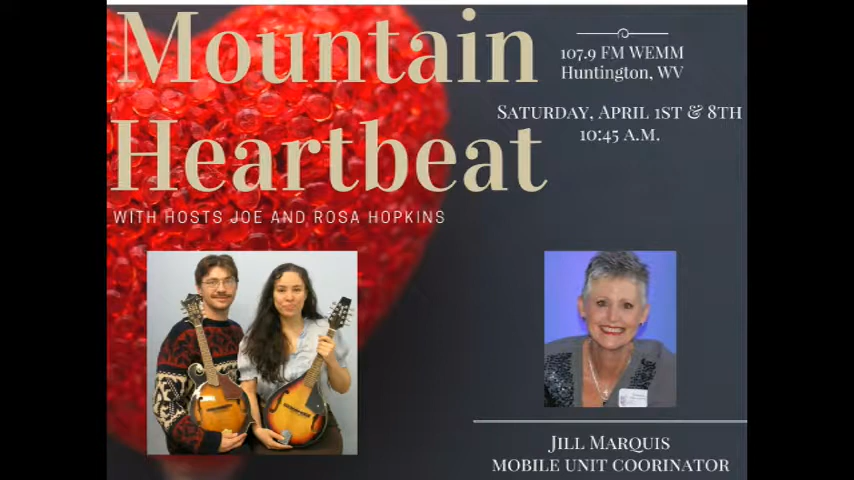 Mountain
Heartbeat
WITH HOSTS JOE AND ROSA HOPKINS
107.9 FM WEMM
Huntington, WV
Saturday, April 1st & 8th
10:45 A.M.
Jill Marquis
mobile unit coorinator